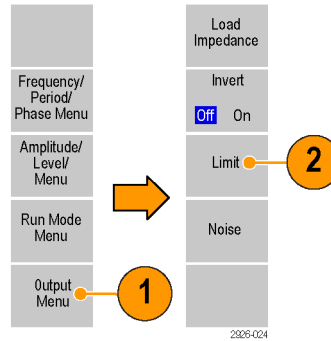 Frequency/
Period/
Phase Menu
Amplitude/
Level/
Menu
Run Mode
Menu
Output
Menu
1
Load
Impedance
Invert
Off On
Limit
2
Noise
2926-024